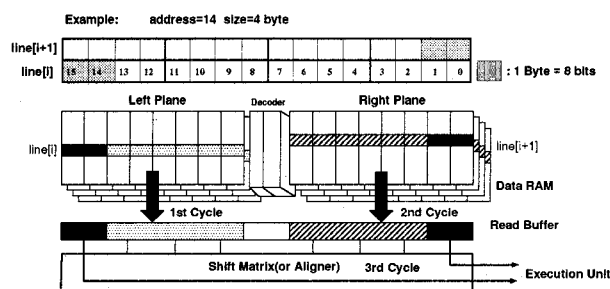 Example: address=14 size=4 byte
line[i+1]
line[i] 15 14 13 12 11 10 9 8 7 6 5 4 3 2 1 0 : 1 Byte = 8 bits
Left Plane Decoder Right Plane
line[i] line[i+1]
Data RAM
1st Cycle 2nd Cycle Read Buffer
Shift Matrix(or Aligner) 3rd Cycle
Execution Unit